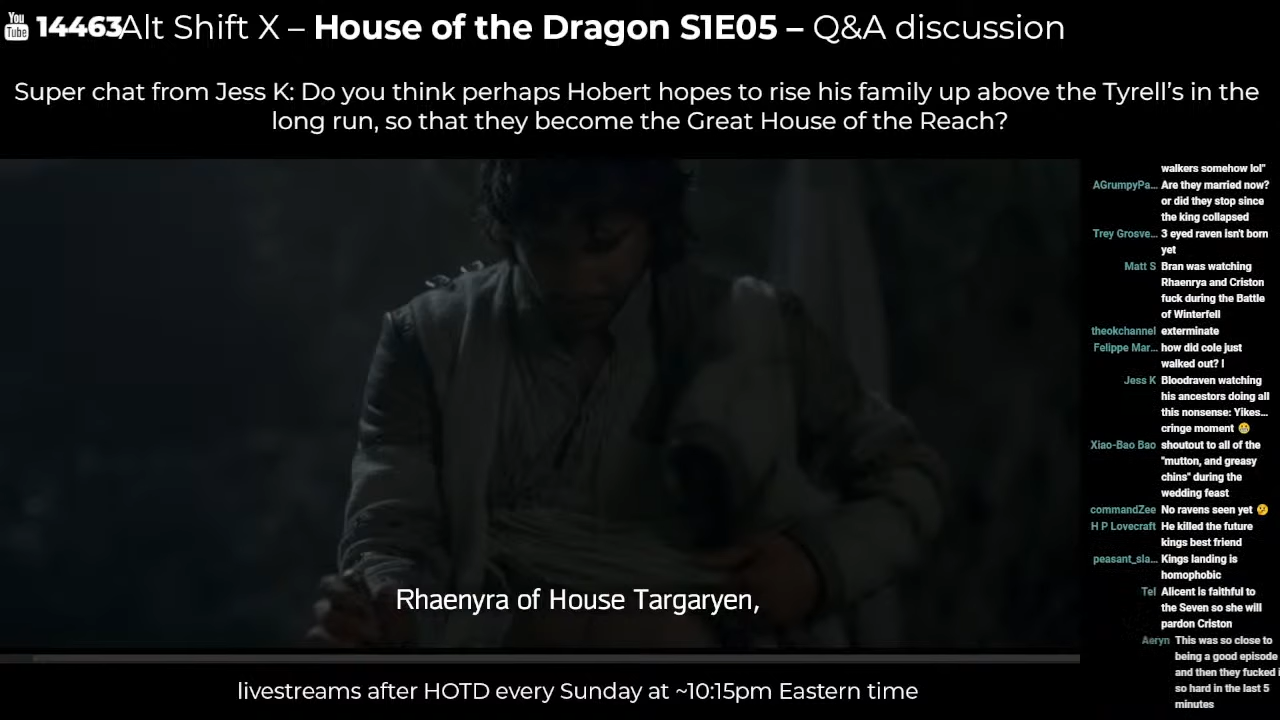 You
Tube
14463
Alt Shift X – House of the Dragon S1E05 – Q&A discussion
Super chat from Jess K: Do you think perhaps Hobert hopes to rise his family up above the Tyrell's in the
long run, so that they become the Great House of the Reach?
walkers somehow lol"
AGrumpyPa... Are they married now?
or did they stop since
the king collapsed
Trey Grosve... 3 eyed raven isn't born
yet
Matt S Bran was watching
Rhaenrya and Criston
fuck during the Battle
of Winterfell
theokchannel exterminate
Felippe Mar... how did cole just
walked out? I
Jess K Bloodraven watching
his ancestors doing all
this nonsense: Yikes...
cringe moment 😬
Xiao-Bao Bao shoutout to all of the
"mutton, and greasy
chins" during the
wedding feast
commandZee No ravens seen yet 🤔
H P Lovecraft He killed the future
kings best friend
peasant_sla... Kings landing is
homophobic
Tel Alicent is faithful to
the Seven so she will
pardon Criston
Aeryn This was so close to
being a good episode
and then they fucked i
so hard in the last 5
minutes
Rhaenyra of House Targaryen,
livestreams after HOTD every Sunday at ~10:15pm Eastern time